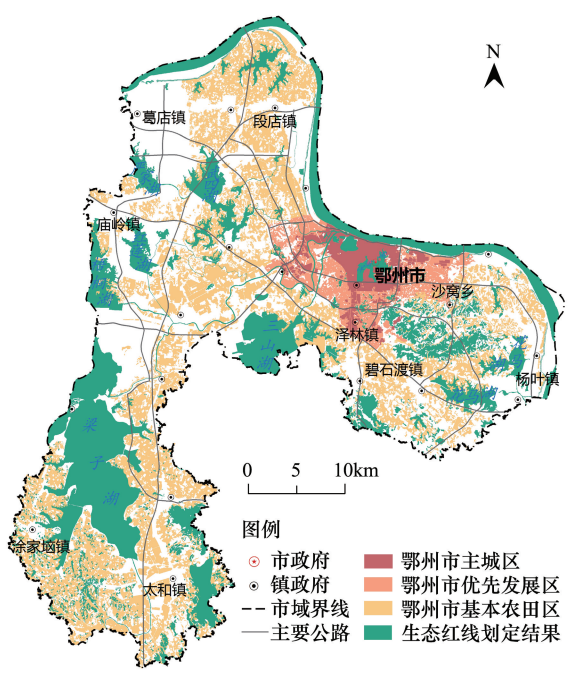 N
葛店镇
段店镇
庙岭镇
鄂州市
沙窝乡
泽林镇
三山湖
碧石渡镇
杨叶镇
梁子湖
涂家垴镇
太和镇
0 5 10km
图例
市政府
镇政府
市域界线
主要公路
鄂州市主城区
鄂州市优先发展区
鄂州市基本农田区
生态红线划定结果